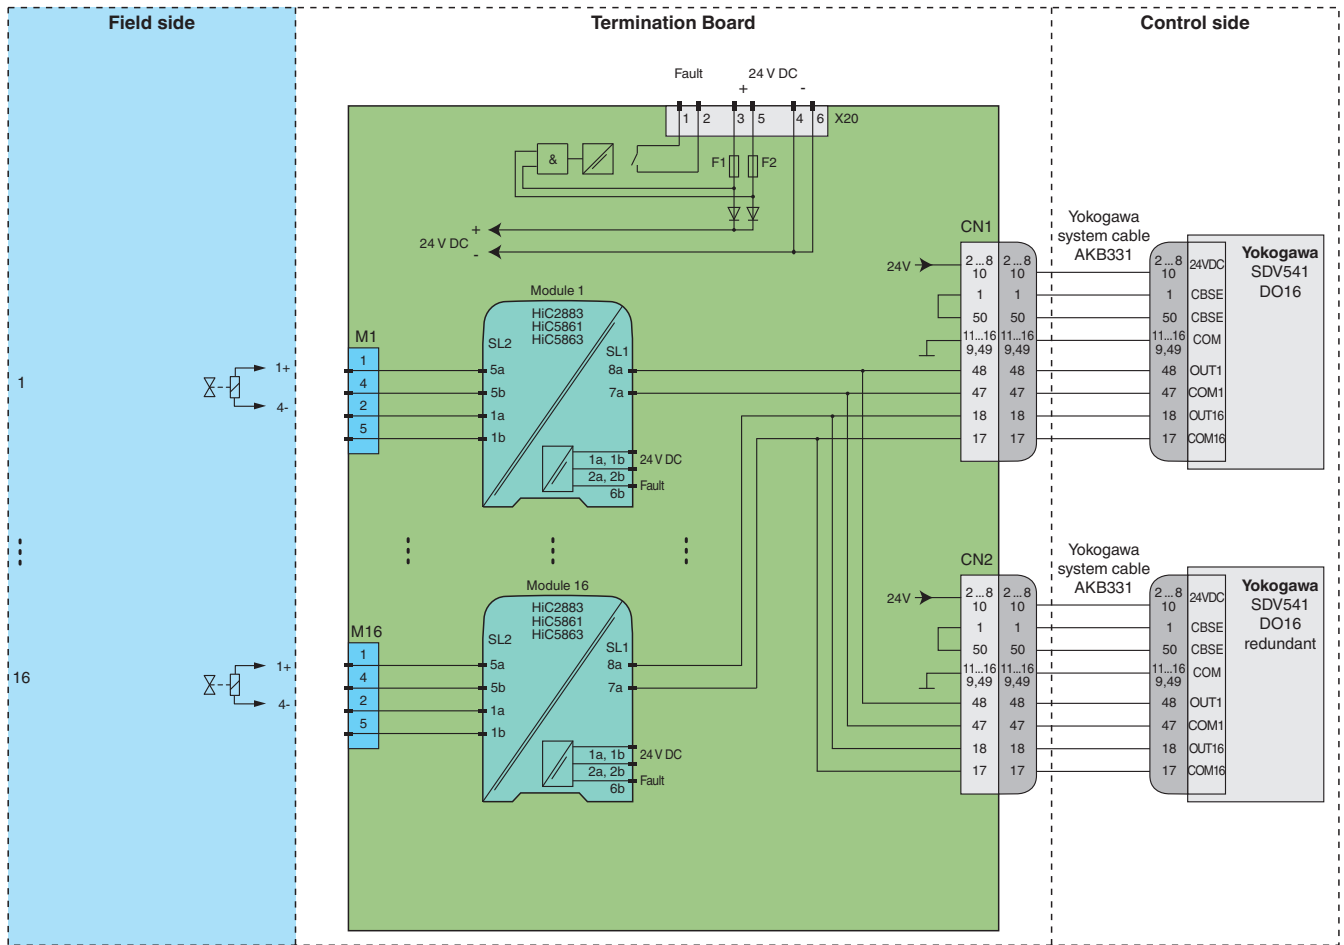 Field side
Termination Board
Control side
Fault 24 V DC
+ -
1 2 3 5 4 6 X20
& F1 F2
+
24 V DC
-
Module 1
HiC2883
HiC5861
HiC5863
SL2
SL1
M1
1
4
2
5
5a
5b
1a
1b
8a
7a
1a, 1b 24 V DC
2a, 2b
6b Fault
1
1+
4-
CN1
24V
2 ... 8 2 ... 8
10 10
1 1
50 50
11...16 11...16
9,49 9,49
48 48
47 47
18 18
17 17
Yokogawa
system cable
AKB331
2 ... 8
10 24VDC
1 CBSE
50 CBSE
11...16
9,49 COM
48 OUT1
47 COM1
18 OUT16
17 COM16
Yokogawa
SDV541
DO16
Module 16
HiC2883
HiC5861
HiC5863
SL2
SL1
M16
1
4
2
5
5a
5b
1a
1b
8a
7a
1a, 1b 24 V DC
2a, 2b
6b Fault
16
1+
4-
CN2
24V
2 ... 8 2 ... 8
10 10
1 1
50 50
11...16 11...16
9,49 9,49
48 48
47 47
18 18
17 17
Yokogawa
system cable
AKB331
2 ... 8
10 24VDC
1 CBSE
50 CBSE
11...16
9,49 COM
48 OUT1
47 COM1
18 OUT16
17 COM16
Yokogawa
SDV541
DO16
redundant